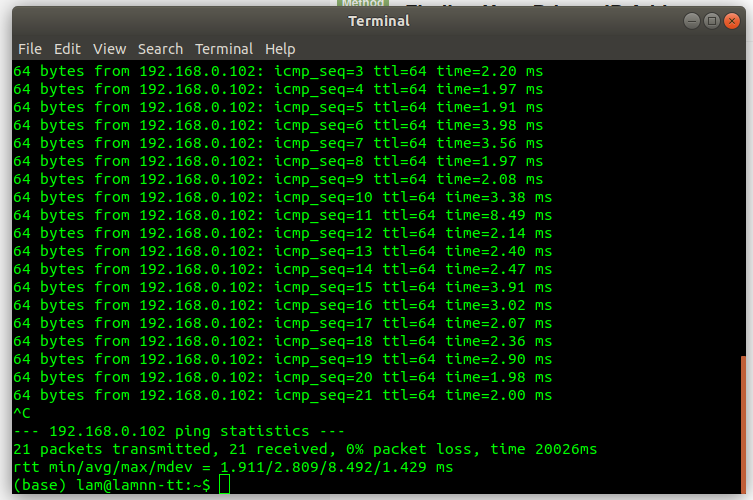 Method
Terminal
File Edit View Search Terminal Help
64 bytes from 192.168.0.102: icmp_seq=3 ttl=64 time=2.20 ms
64 bytes from 192.168.0.102: icmp_seq=4 ttl=64 time=1.97 ms
64 bytes from 192.168.0.102: icmp_seq=5 ttl=64 time=1.91 ms
64 bytes from 192.168.0.102: icmp_seq=6 ttl=64 time=3.98 ms
64 bytes from 192.168.0.102: icmp_seq=7 ttl=64 time=3.56 ms
64 bytes from 192.168.0.102: icmp_seq=8 ttl=64 time=1.97 ms
64 bytes from 192.168.0.102: icmp_seq=9 ttl=64 time=2.08 ms
64 bytes from 192.168.0.102: icmp_seq=10 ttl=64 time=3.38 ms
64 bytes from 192.168.0.102: icmp_seq=11 ttl=64 time=8.49 ms
64 bytes from 192.168.0.102: icmp_seq=12 ttl=64 time=2.14 ms
64 bytes from 192.168.0.102: icmp_seq=13 ttl=64 time=2.40 ms
64 bytes from 192.168.0.102: icmp_seq=14 ttl=64 time=2.47 ms
64 bytes from 192.168.0.102: icmp_seq=15 ttl=64 time=3.91 ms
64 bytes from 192.168.0.102: icmp_seq=16 ttl=64 time=3.02 ms
64 bytes from 192.168.0.102: icmp_seq=17 ttl=64 time=2.07 ms
64 bytes from 192.168.0.102: icmp_seq=18 ttl=64 time=2.36 ms
64 bytes from 192.168.0.102: icmp_seq=19 ttl=64 time=2.90 ms
64 bytes from 192.168.0.102: icmp_seq=20 ttl=64 time=1.98 ms
64 bytes from 192.168.0.102: icmp_seq=21 ttl=64 time=2.00 ms
^C
--- 192.168.0.102 ping statistics ---
21 packets transmitted, 21 received, 0% packet loss, time 20026ms
rtt min/avg/max/mdev = 1.911/2.809/8.492/1.429 ms
(base) lam@lamnn-tt:~$